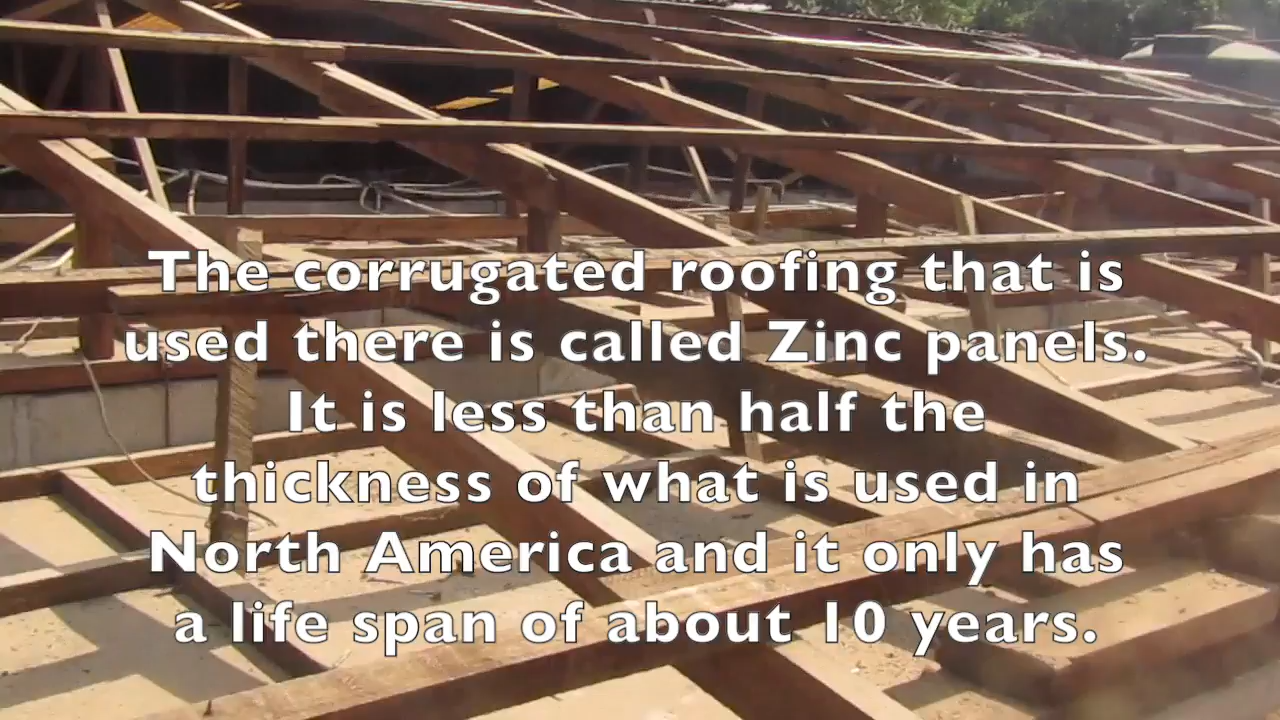 The corrugated roofing that is
used there is called Zinc panels.
It is less than half the
thickness of what is used in
North America and it only has
a life span of about 10 years.